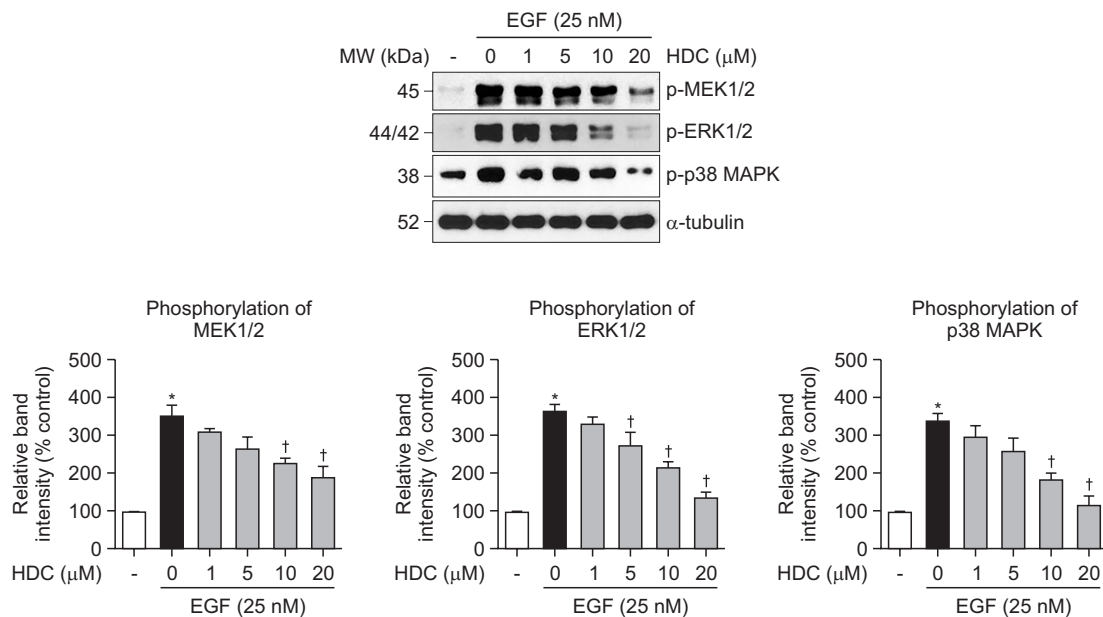 EGF (25 nM)
MW (kDa) - 0 1 5 10 20 HDC (μM)
45 p-MEK1/2
44/42 p-ERK1/2
38 p-p38 MAPK
52 α-tubulin
Phosphorylation of
MEK1/2
Relative band
intensity (% control)
500
400
300
200
100
0
*
†
†
HDC (μM) - 0 1 5 10 20
EGF (25 nM)
Phosphorylation of
ERK1/2
Relative band
intensity (% control)
500
400
300
200
100
0
*
†
†
†
HDC (μM) - 0 1 5 10 20
EGF (25 nM)
Phosphorylation of
p38 MAPK
Relative band
intensity (% control)
500
400
300
200
100
0
*
†
†
HDC (μM) - 0 1 5 10 20
EGF (25 nM)